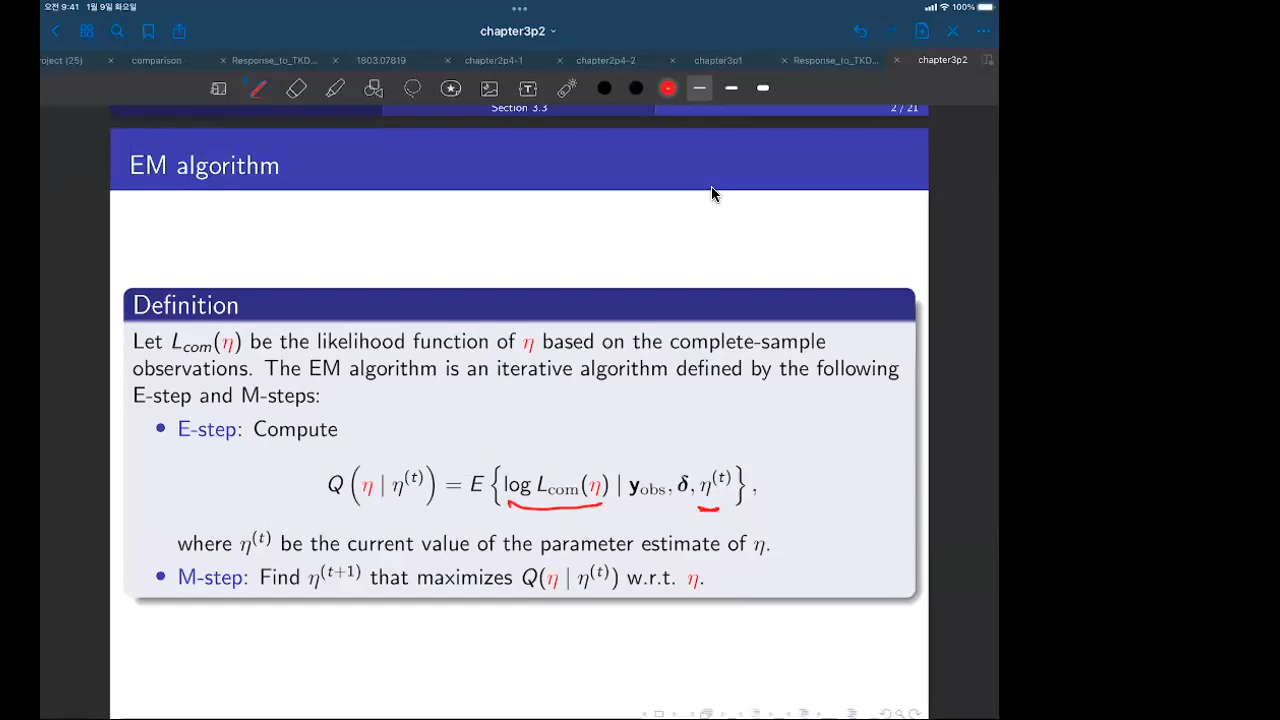 오전 9:41 1월 9일 화요일
100%
chapter3p2
roject (25)
comparison
Response_to_TKD...
1803.07819
chapter2p4-1
chapter2p4-2
chapter3p1
Response_to_TKD...
chapter3p2
Section 3.3
2 / 21
EM algorithm
Definition
Let L_com(η) be the likelihood function of η based on the complete-sample
observations. The EM algorithm is an iterative algorithm defined by the following
E-step and M-steps:
• E-step: Compute
Q(η | η^(t)) = E {log L_com(η) | y_obs, δ, η^(t)},
where η^(t) be the current value of the parameter estimate of η.
• M-step: Find η^(t+1) that maximizes Q(η | η^(t)) w.r.t. η.